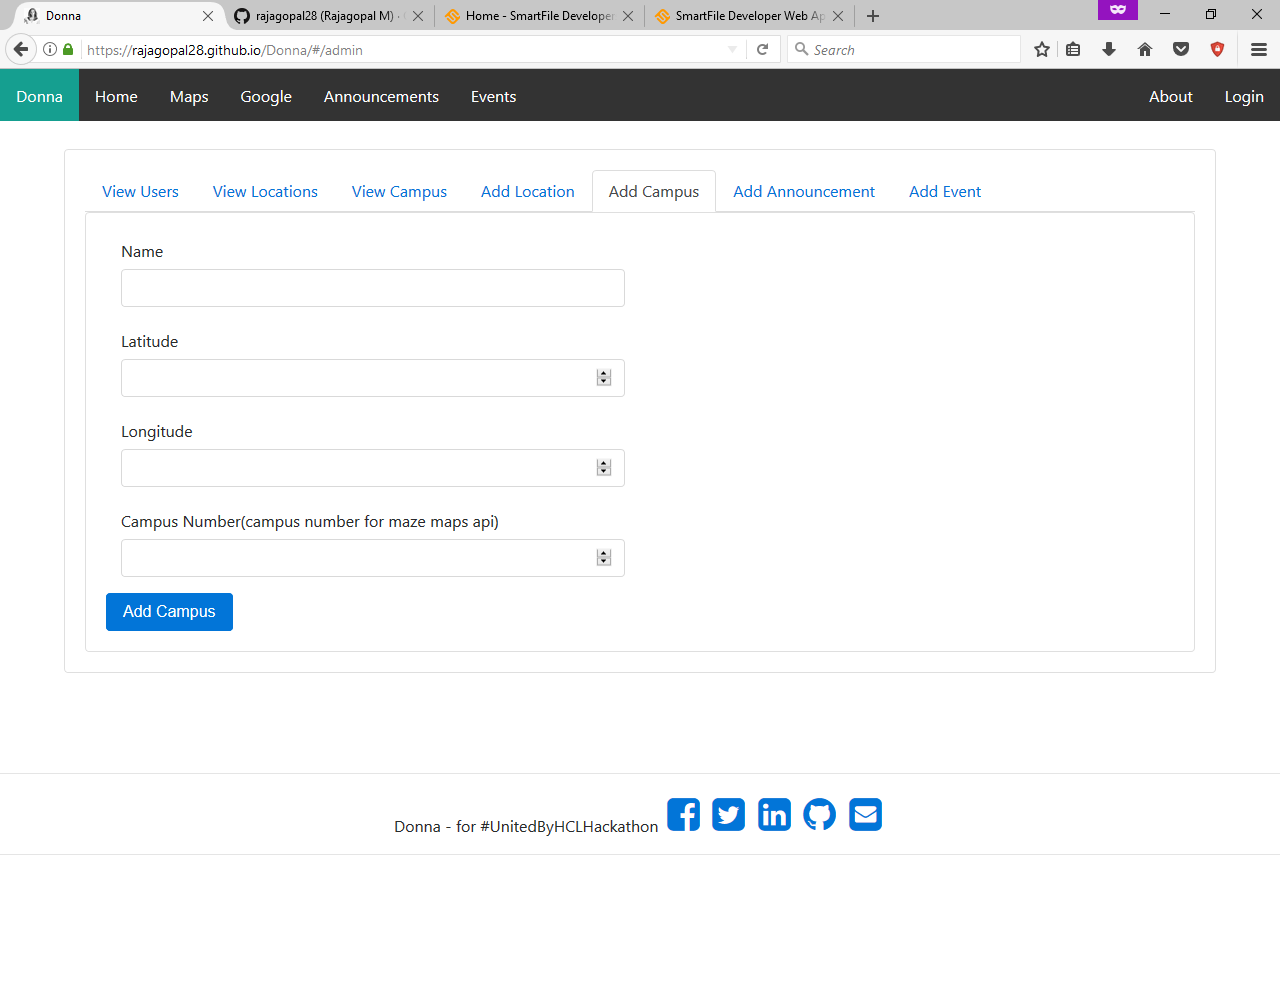 Donna
rajagopal28 (Rajagopal M) ·
Home - SmartFile Developer
SmartFile Developer Web Ap
https://rajagopal28.github.io/Donna/#/admin
Search
Donna Home Maps Google Announcements Events About Login
View Users View Locations View Campus Add Location Add Campus Add Announcement Add Event
Name
Latitude
Longitude
Campus Number(campus number for maze maps api)
Add Campus
Donna - for #UnitedByHCLHackathon